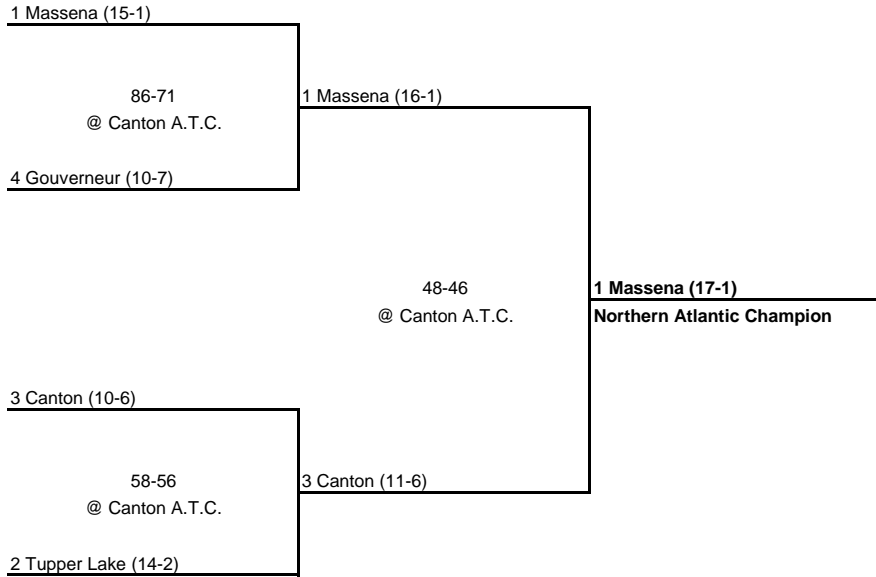 1 Massena (15-1)
86-71
@ Canton A.T.C.
1 Massena (16-1)
4 Gouverneur (10-7)
48-46
@ Canton A.T.C.
1 Massena (17-1)
Northern Atlantic Champion
3 Canton (10-6)
58-56
@ Canton A.T.C.
3 Canton (11-6)
2 Tupper Lake (14-2)